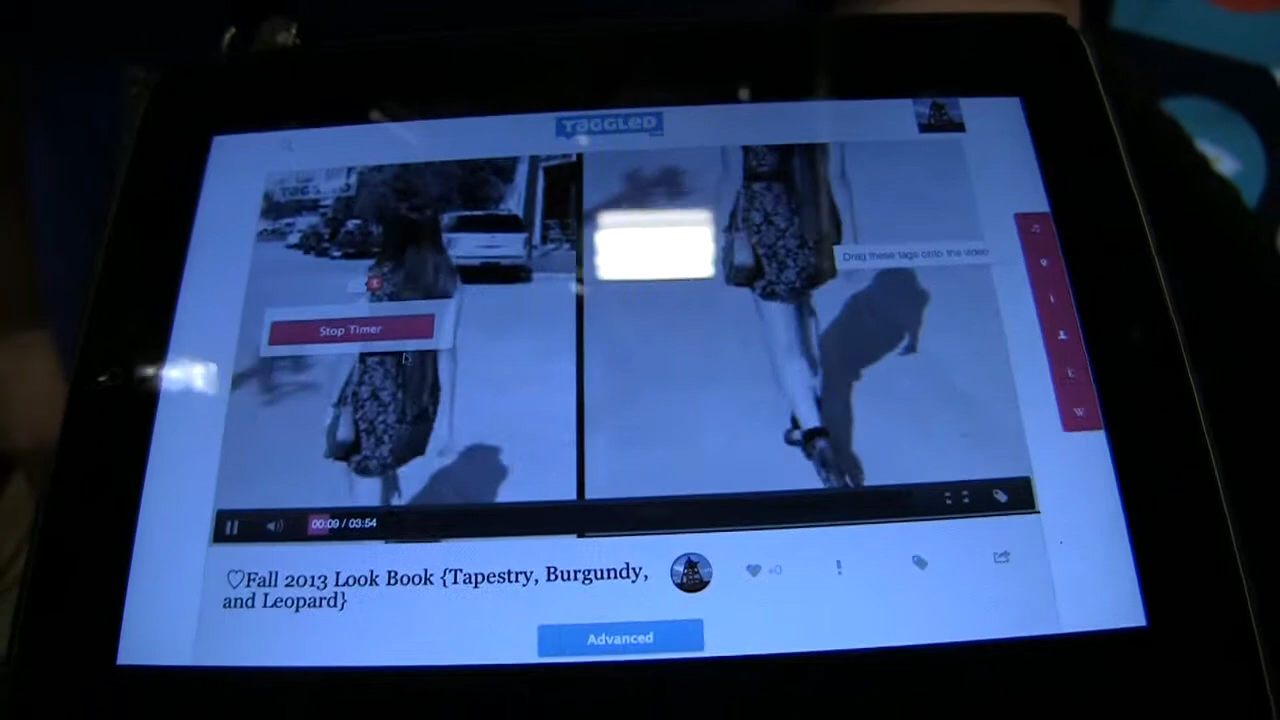 TaGGLeD
TaGGLeD
Drag these tags onto the video
Stop Timer
00:09 / 03:54
♡Fall 2013 Look Book {Tapestry, Burgundy,
and Leopard}
+0
Advanced
W